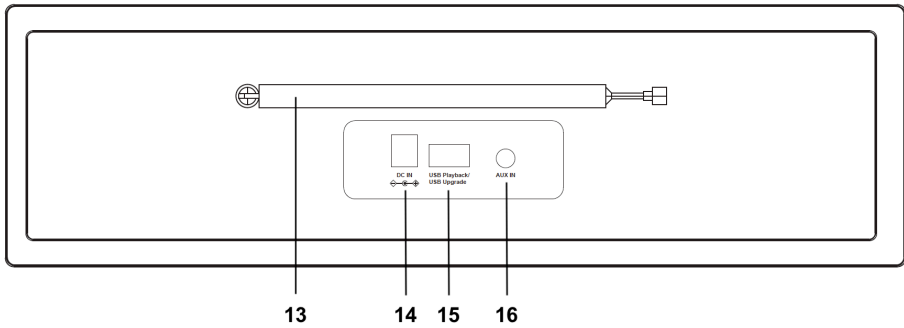 DC IN
USB Playback/
USB Upgrade
AUX IN
13
14
15
16